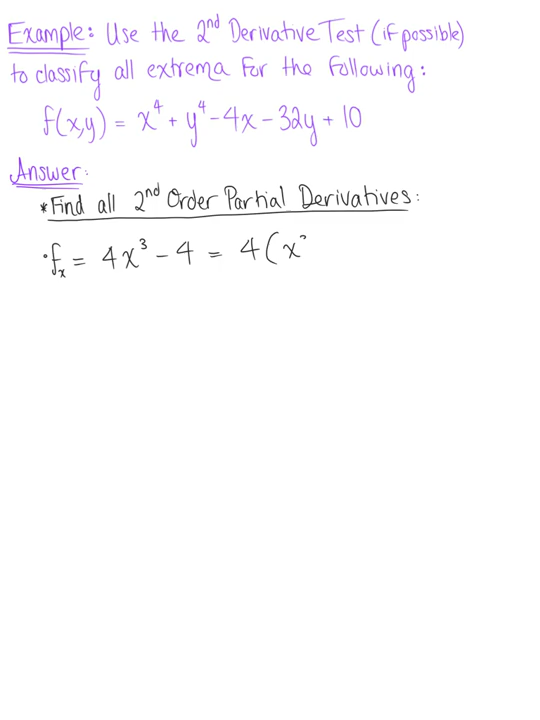 Example: Use the 2nd Derivative Test (if possible)
to classify all extrema for the following:
f(x,y) = x⁴ + y⁴ - 4x - 32y + 10
Answer:
*Find all 2nd Order Partial Derivatives:
·fₓ = 4x³ - 4 = 4(x